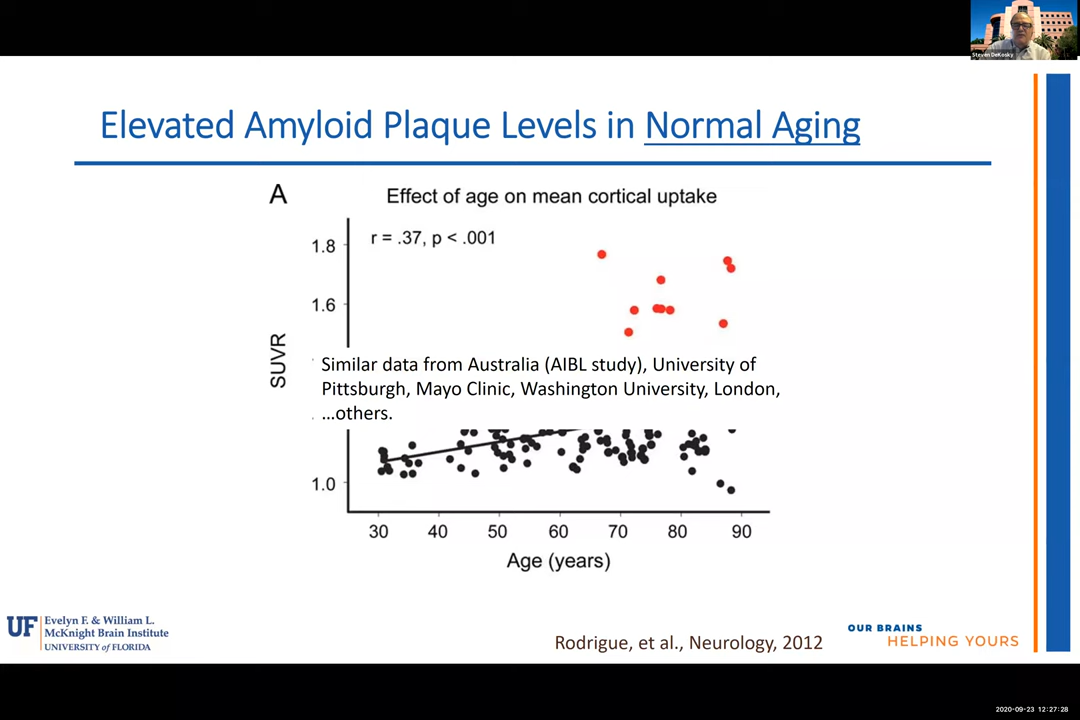 Steven DeKosky
Elevated Amyloid Plaque Levels in Normal Aging
A
Effect of age on mean cortical uptake
r = .37, p < .001
1.8
1.6
SUVR
Similar data from Australia (AIBL study), University of
Pittsburgh, Mayo Clinic, Washington University, London,
…others.
1.0
30 40 50 60 70 80 90
Age (years)
UF
Evelyn F. & William L.
McKnight Brain Institute
UNIVERSITY of FLORIDA
Rodrigue, et al., Neurology, 2012
OUR BRAINS
HELPING YOURS
2020-09-23 12:27:28